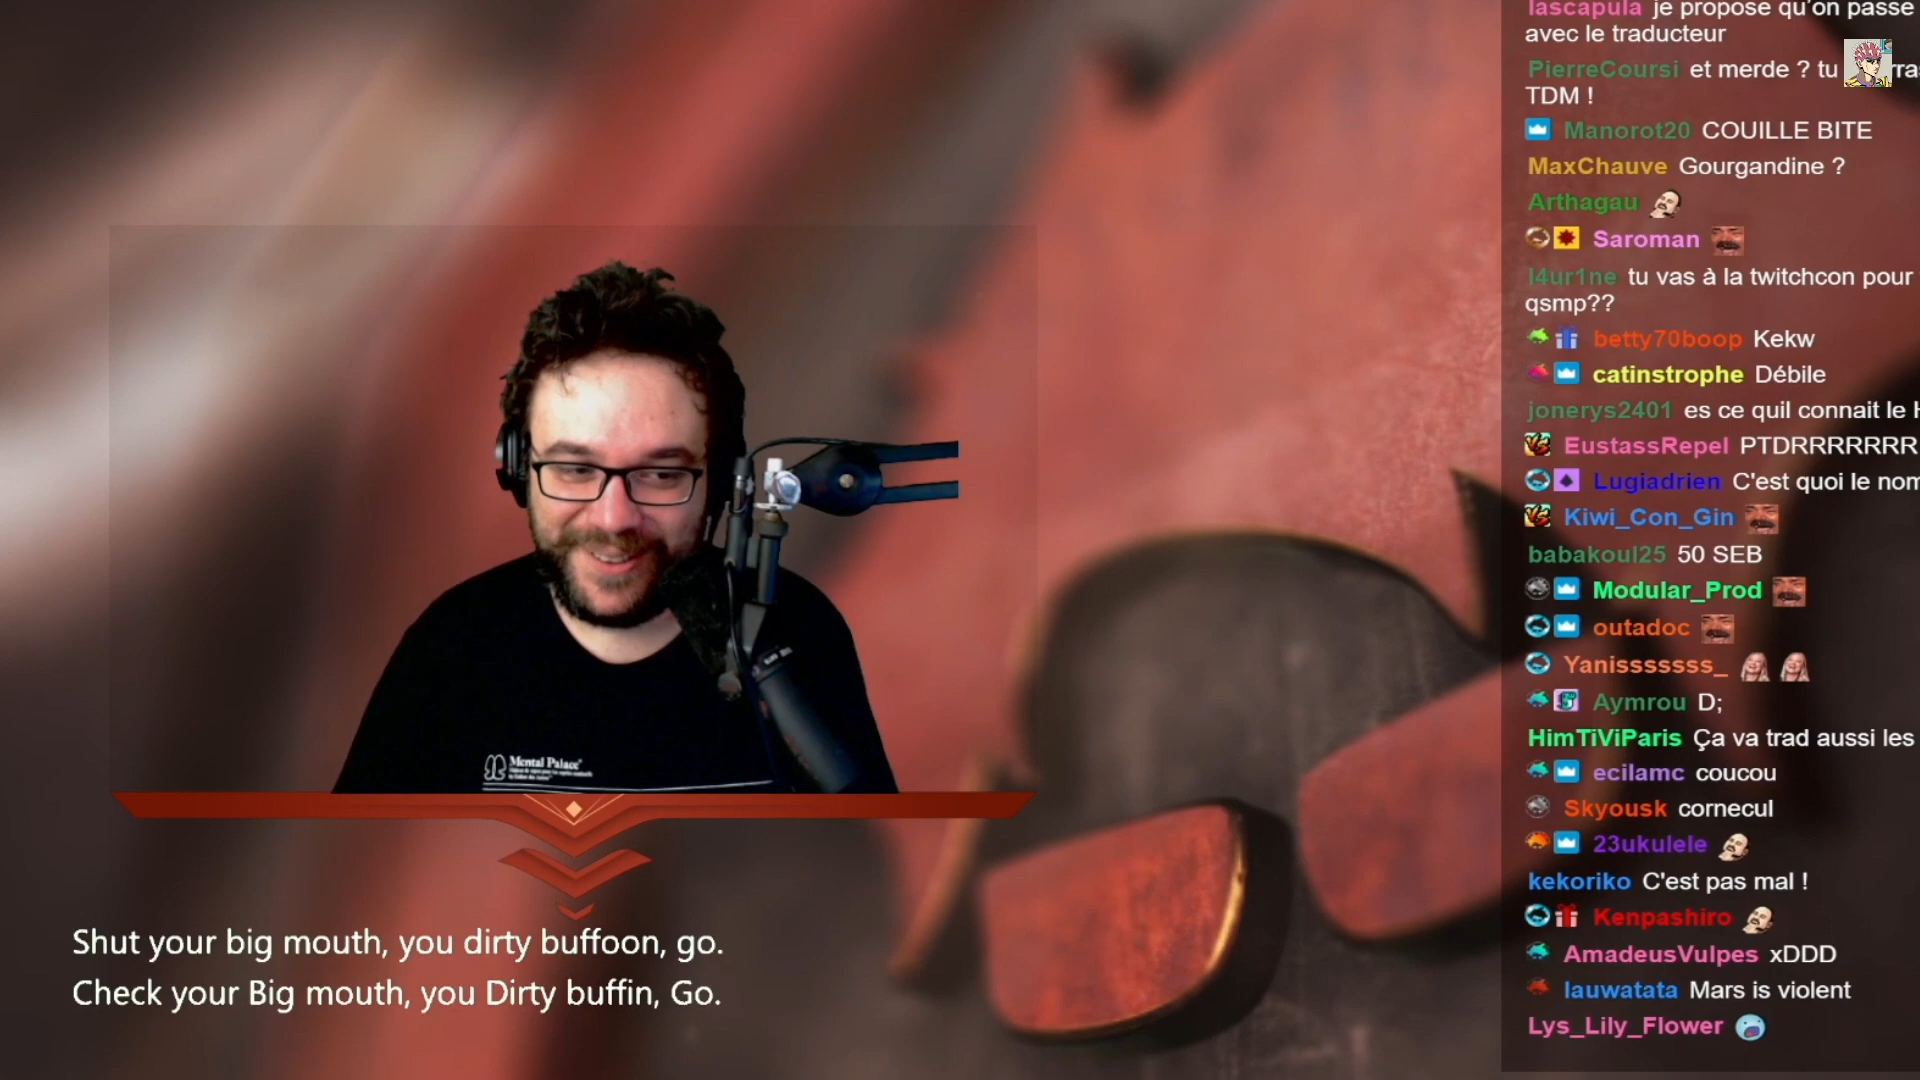 Mental Palace
Shut your big mouth, you dirty buffoon, go.
Check your Big mouth, you Dirty buffin, Go.
lascapula je propose qu'on passe
avec le traducteur
PierreCoursi et merde ? tu
TDM !
Manorot20 COUILLE BITE
MaxChauve Gourgandine ?
Arthagau
Saroman
l4ur1ne tu vas à la twitchcon pour
qsmp??
betty70boop Kekw
catinstrophe Débile
jonerys2401 es ce quil connait le
EustassRepel PTDRRRRRRR
Lugiadrien C'est quoi le nom
Kiwi_Con_Gin
babakoul25 50 SEB
Modular_Prod
outadoc
Yanisssssss_
Aymrou D;
HimTiViParis Ça va trad aussi les
ecilamc coucou
Skyousk cornecul
23ukulele
kekoriko C'est pas mal !
Kenpashiro
AmadeusVulpes xDDD
lauwatata Mars is violent
Lys_Lily_Flower